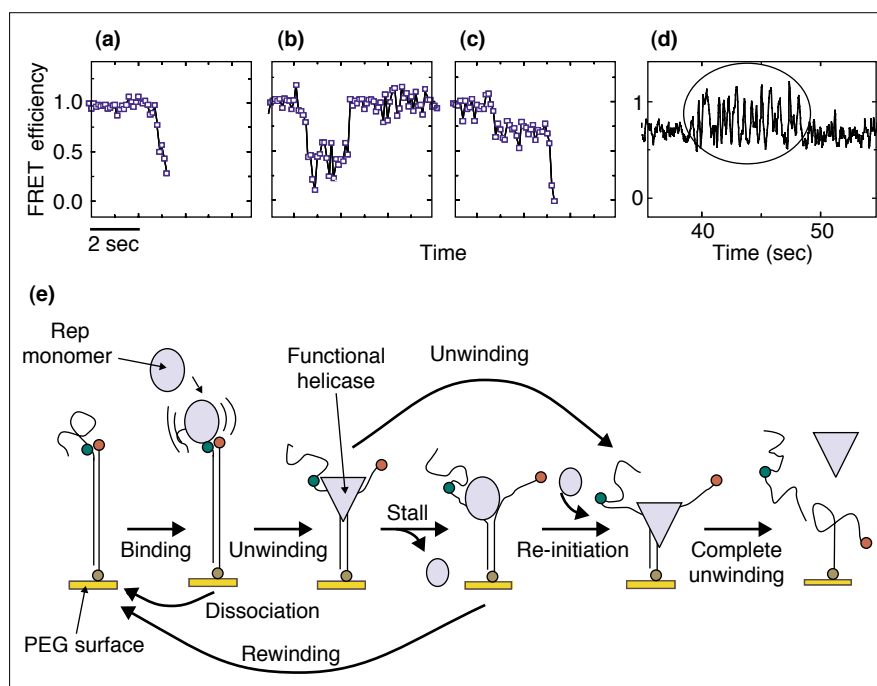 (a)
(b)
(c)
(d)
FRET efficiency
1.0
0.5
0.0
2 sec
Time
1
0
40
50
Time (sec)
(e)
Rep
monomer
Functional
helicase
Unwinding
Binding
Unwinding
Stall
Re-initiation
Complete
unwinding
Dissociation
PEG surface
Rewinding